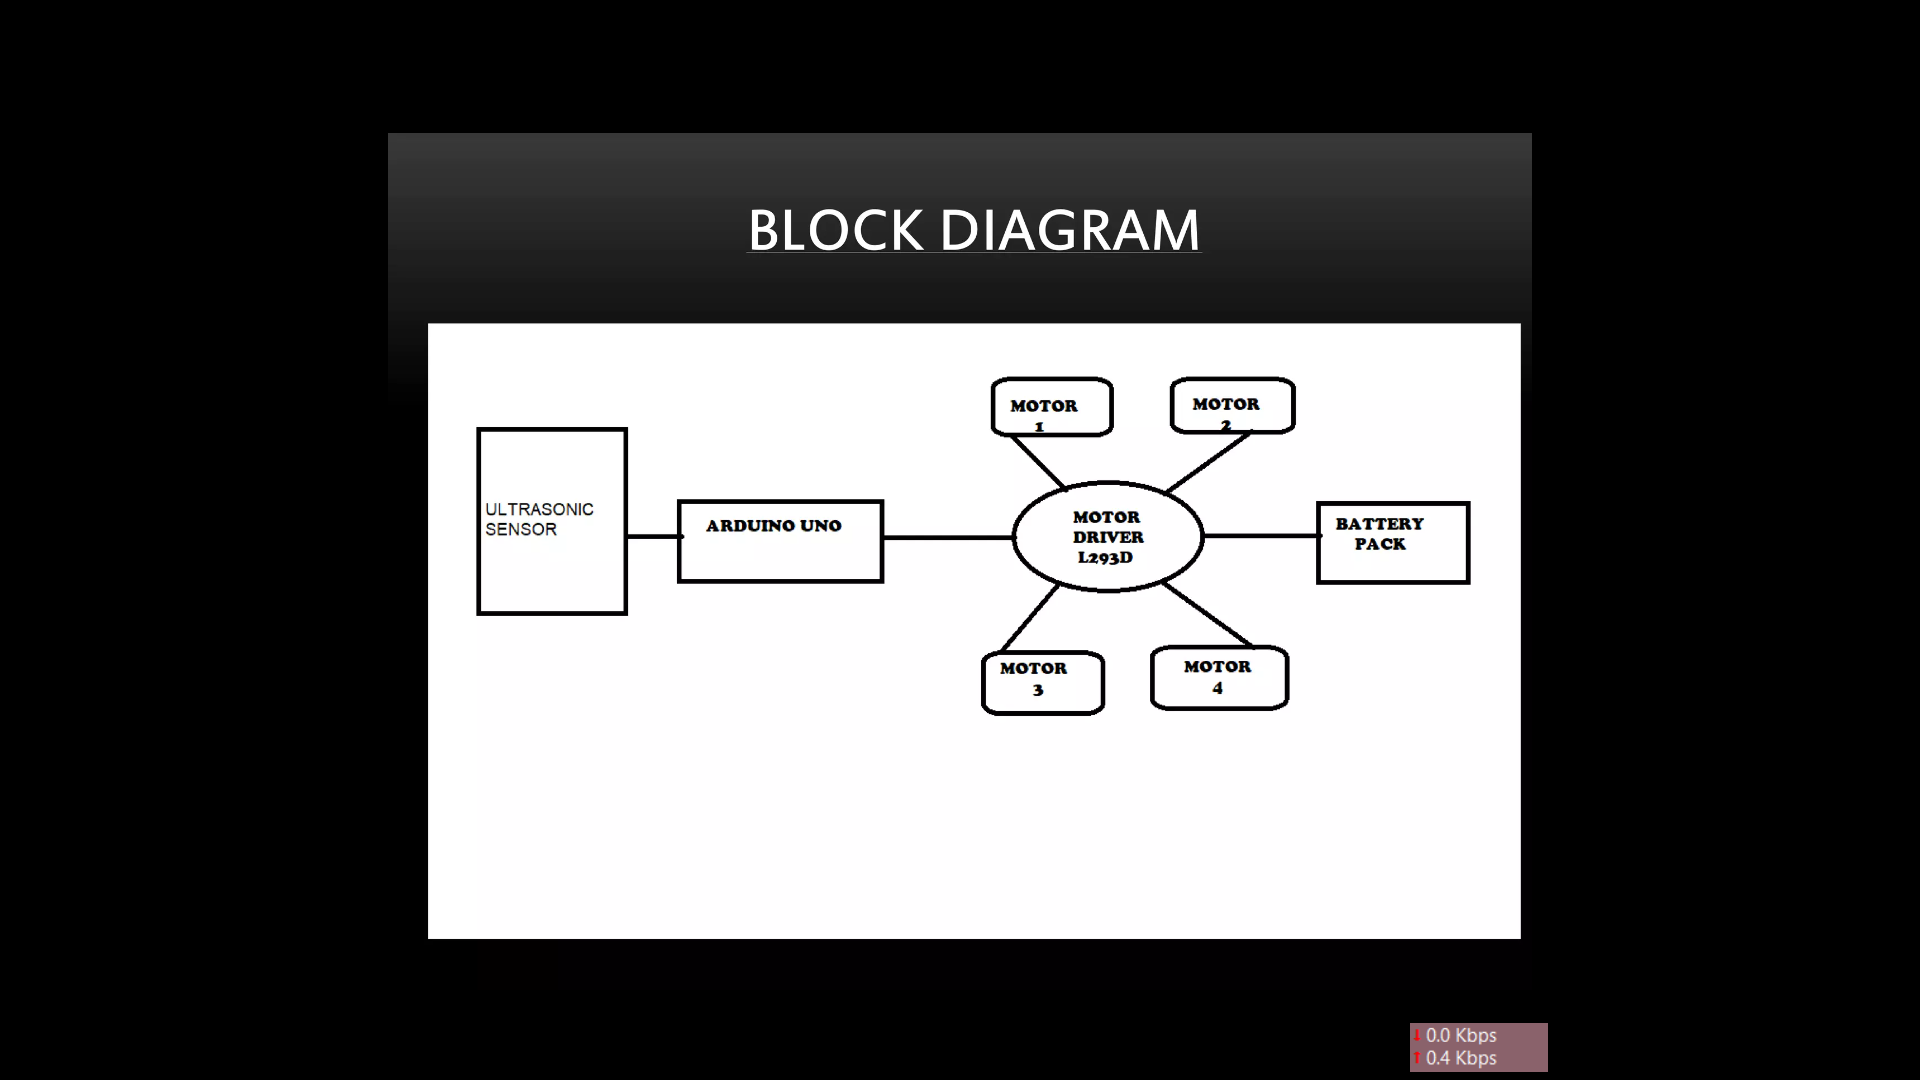 BLOCK DIAGRAM
MOTOR
1
MOTOR
2
ULTRASONIC
SENSOR
ARDUINO UNO
MOTOR
DRIVER
L293D
BATTERY
PACK
MOTOR
3
MOTOR
4
↓ 0.0 Kbps
↑ 0.4 Kbps